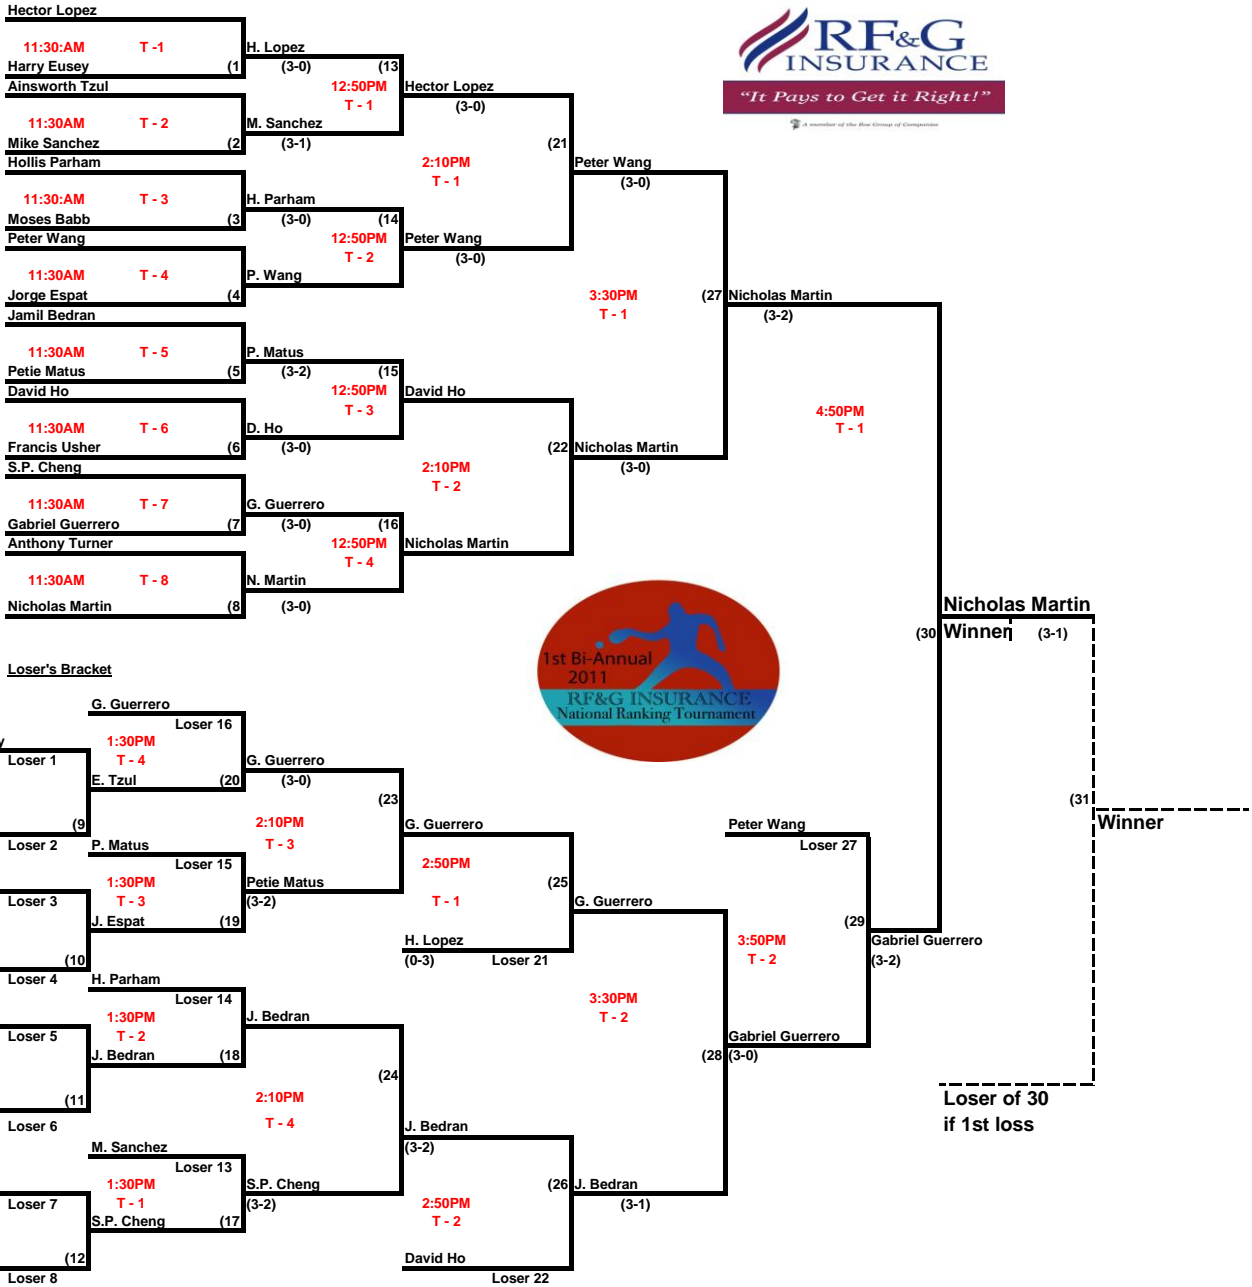 Hector Lopez
11:30:AM T -1 H. Lopez
Harry Eusey (1 (3-0) (13
Ainsworth Tzul 12:50PM Hector Lopez
T - 1 (3-0)
11:30AM T - 2 M. Sanchez
Mike Sanchez (2 (3-1) (21
Hollis Parham 2:10PM Peter Wang
T - 1 (3-0)
11:30:AM T - 3 H. Parham
Moses Babb (3 (3-0) (14
Peter Wang 12:50PM Peter Wang
T - 2 (3-0)
11:30AM T - 4 P. Wang
Jorge Espat (4 3:30PM (27 Nicholas Martin
Jamil Bedran T - 1 (3-2)
11:30AM T - 5 P. Matus
Petie Matus (5 (3-2) (15
David Ho 12:50PM David Ho
T - 3 4:50PM
11:30AM T - 6 D. Ho T - 1
Francis Usher (6 (3-0) (22 Nicholas Martin
S.P. Cheng 2:10PM (3-0)
T - 2
11:30AM T - 7 G. Guerrero
Gabriel Guerrero (7 (3-0) (16
Anthony Turner 12:50PM Nicholas Martin
T - 4
11:30AM T - 8 N. Martin
Nicholas Martin (8 (3-0) Nicholas Martin
(30 Winner (3-1)
RF&G
INSURANCE
"It Pays to Get it Right!"
A member of the Roe Group of Companies
1st Bi-Annual
2011
RF&G INSURANCE
National Ranking Tournament
Loser's Bracket
G. Guerrero
Loser 16
1:30PM
Loser 1 T - 4 G. Guerrero
E. Tzul (20 (3-0)
(23
(9 2:10PM G. Guerrero Peter Wang
Loser 2 P. Matus T - 3 Loser 27
Loser 15 2:50PM
1:30PM Petie Matus (25
Loser 3 T - 3 (3-2) T - 1 G. Guerrero
J. Espat (19 (29
H. Lopez 3:50PM Gabriel Guerrero
(10 (0-3) Loser 21 T - 2 (3-2)
Loser 4 H. Parham
Loser 14 3:30PM
1:30PM J. Bedran T - 2
Loser 5 T - 2 Gabriel Guerrero
J. Bedran (18 (28 (3-0)
(24
(11 2:10PM
Loser 6 T - 4 J. Bedran
M. Sanchez (3-2)
Loser 13
1:30PM S.P. Cheng (26 J. Bedran
Loser 7 T - 1 (3-2) 2:50PM (3-1)
S.P. Cheng (17 T - 2
(12 David Ho
Loser 8 Loser 22
(31
Winner
Loser of 30
if 1st loss